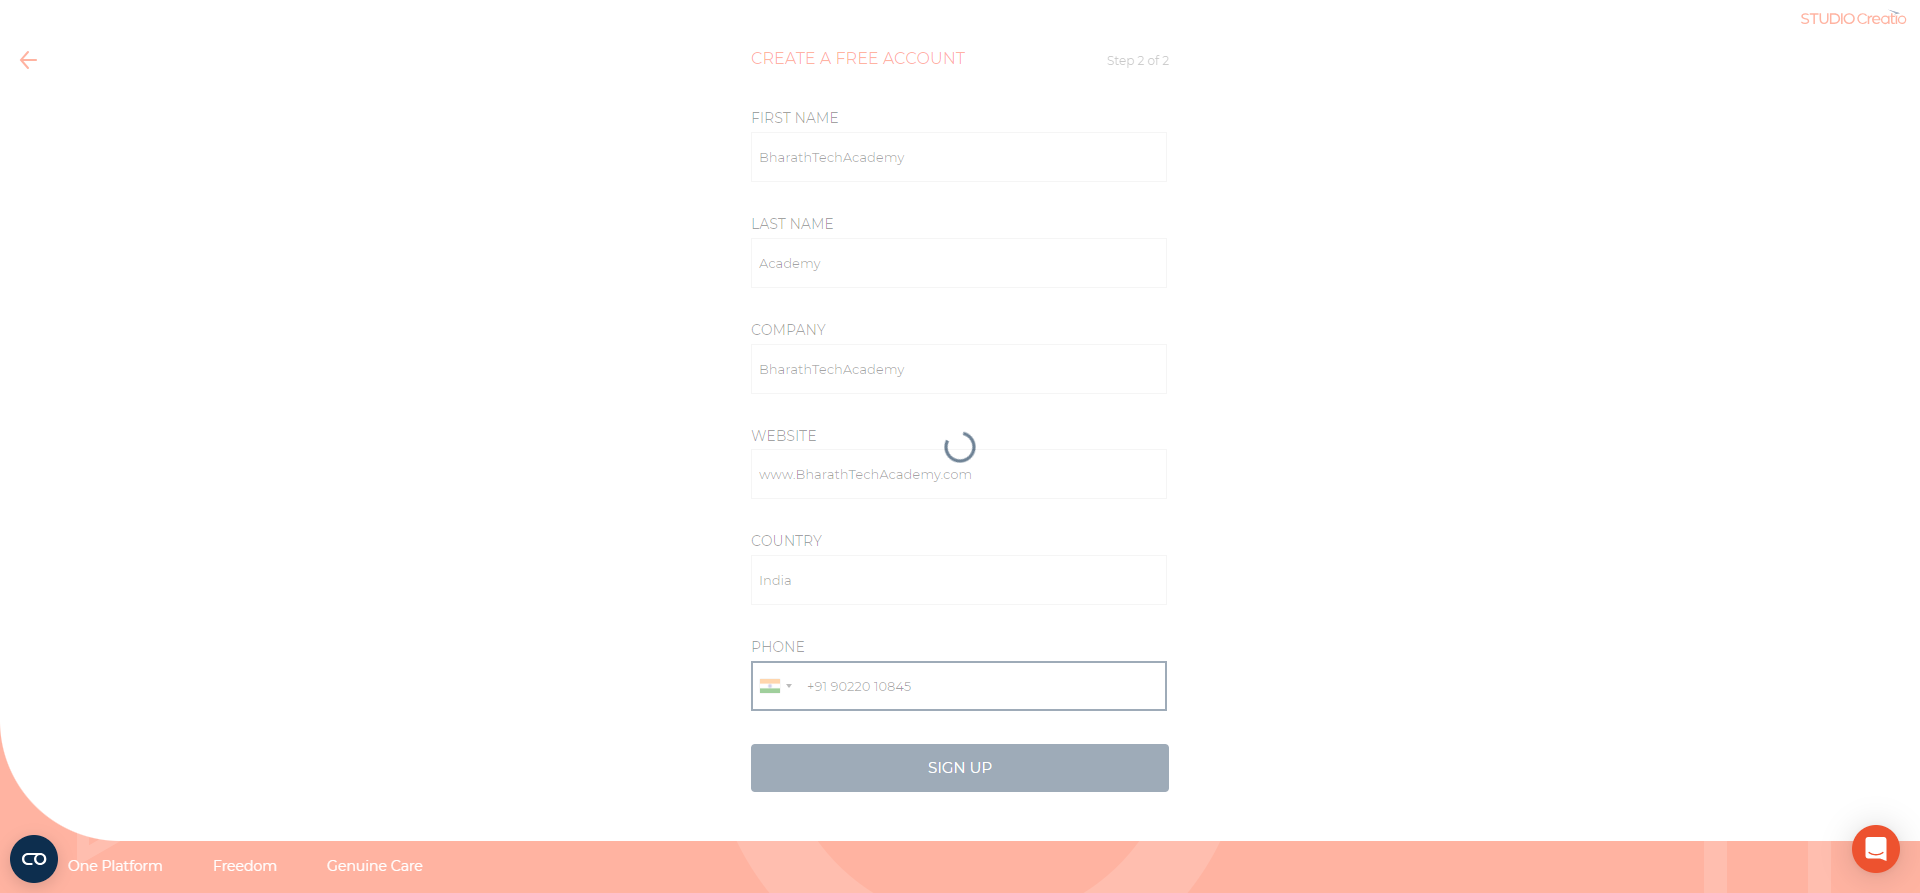 STUDIO Creatio
CREATE A FREE ACCOUNT
Step 2 of 2
FIRST NAME
BharathTechAcademy
LAST NAME
Academy
COMPANY
BharathTechAcademy
WEBSITE
www.BharathTechAcademy.com
COUNTRY
India
PHONE
+91 90220 10845
SIGN UP
One Platform Freedom Genuine Care